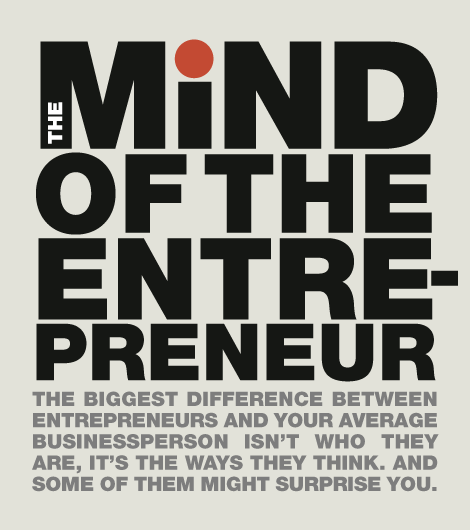 THE
MiND
OF THE
ENTRE-
PRENEUR
THE BIGGEST DIFFERENCE BETWEEN
ENTREPRENEURS AND YOUR AVERAGE
BUSINESSPERSON ISN'T WHO THEY
ARE, IT'S THE WAYS THEY THINK. AND
SOME OF THEM MIGHT SURPRISE YOU.